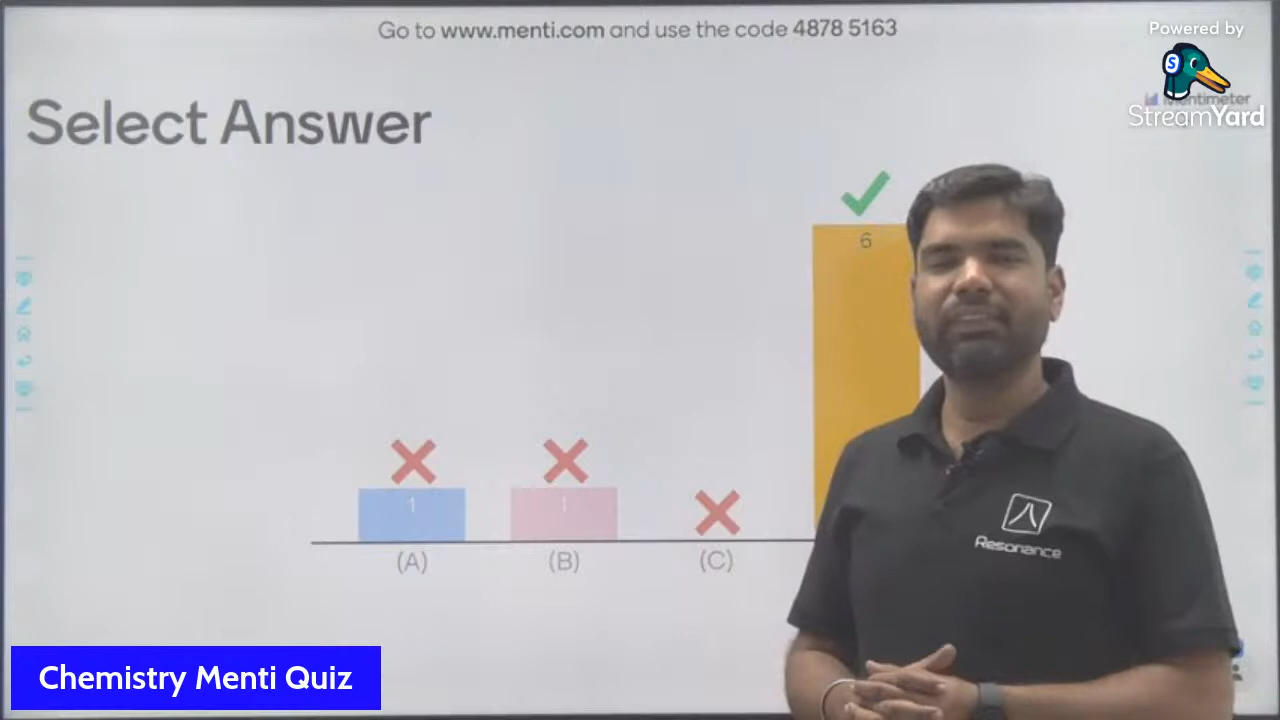 Go to www.menti.com and use the code 4878 5163
Powered by
S
Mentimeter
StreamYard
Select Answer
6
1
1
(A)
(B)
(C)
Resonance
Chemistry Menti Quiz